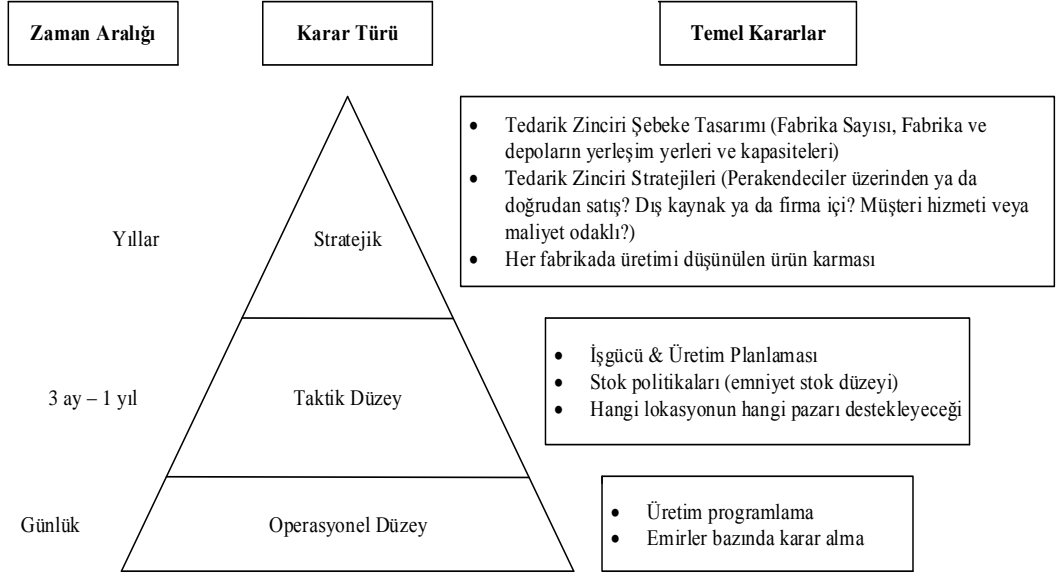 Zaman Aralığı
Karar Türü
Temel Kararlar
Yıllar
Stratejik
• Tedarik Zinciri Şebeke Tasarımı (Fabrika Sayısı, Fabrika ve
depoların yerleşim yerleri ve kapasiteleri)
• Tedarik Zinciri Stratejileri (Perakendeciler üzerinden ya da
doğrudan satış? Dış kaynak ya da firma içi? Müşteri hizmeti veya
maliyet odaklı?)
• Her fabrikada üretimi düşünülen ürün karması
3 ay – 1 yıl
Taktik Düzey
• İşgücü & Üretim Planlaması
• Stok politikaları (emniyet stok düzeyi)
• Hangi lokasyonun hangi pazarı destekleyeceği
Günlük
Operasyonel Düzey
• Üretim programlama
• Emirler bazında karar alma